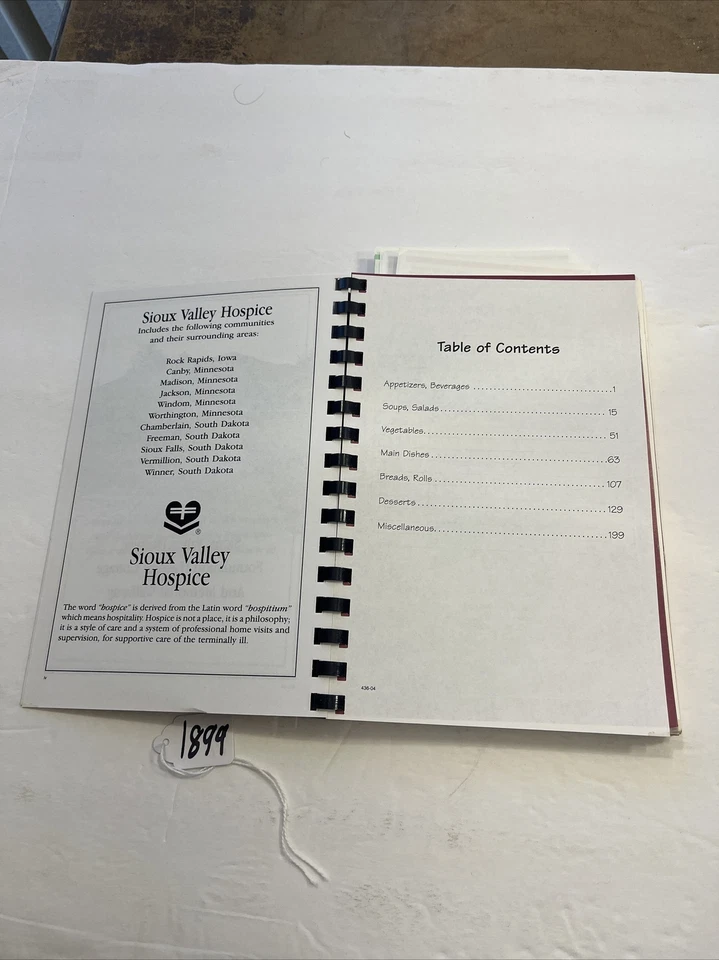 Sioux Valley Hospice
Includes the following communities
and their surrounding areas:
Rock Rapids, Iowa
Canby, Minnesota
Madison, Minnesota
Jackson, Minnesota
Windom, Minnesota
Worthington, Minnesota
Chamberlain, South Dakota
Freeman, South Dakota
Sioux Falls, South Dakota
Vermillion, South Dakota
Winner, South Dakota
®
Sioux Valley
Hospice
The word "hospice" is derived from the Latin word "hospitium"
which means hospitality. Hospice is not a place, it is a philosophy;
it is a style of care and a system of professional home visits and
supervision, for supportive care of the terminally ill.
Table of Contents
Appetizers, Beverages ................................1
Soups, Salads........................................ 15
Vegetables........................................... 51
Main Dishes .........................................63
Breads, Rolls ....................................... 107
Desserts ............................................129
Miscellaneous........................................199
436-04
1899